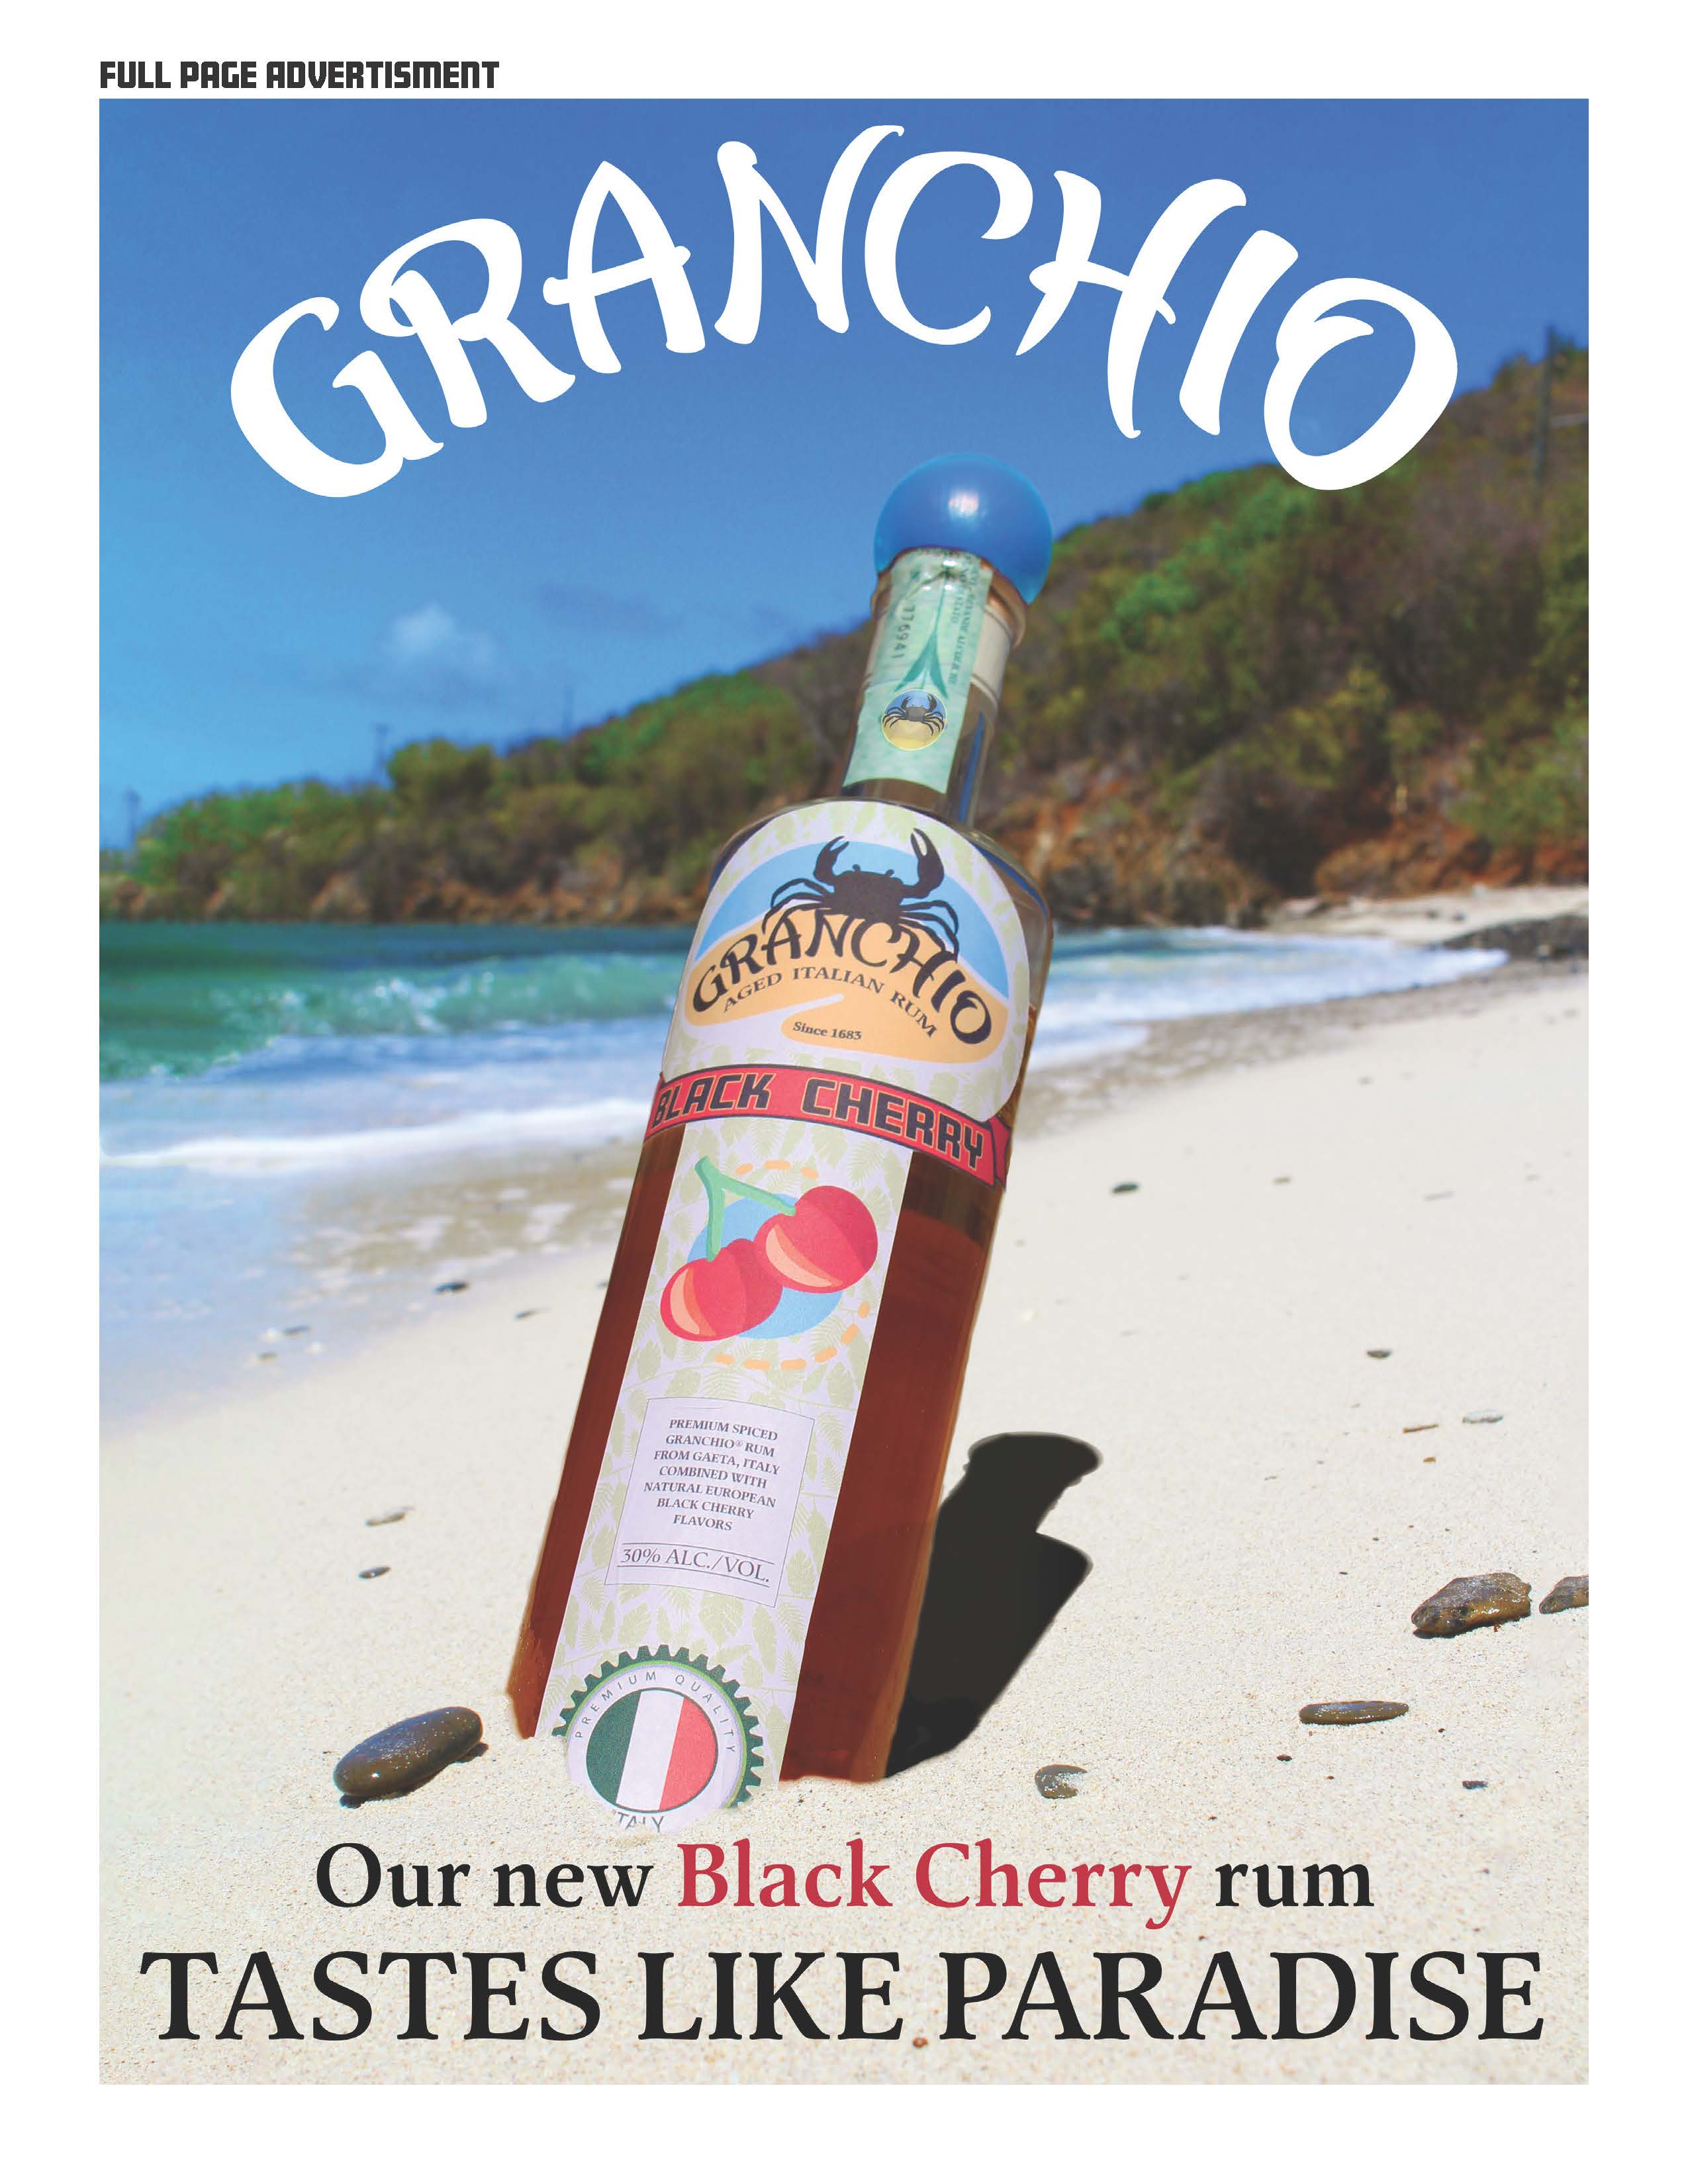 FULL PAGE ADVERTISMENT
GRANCHIO
776941
GRANCHIO
AGED ITALIAN RUM
Since 1683
BLACK CHERRY
PREMIUM SPICED
GRANCHIO® RUM
FROM GAETA, ITALY
COMBINED WITH
NATURAL EUROPEAN
BLACK CHERRY
FLAVORS
30% ALC./VOL.
PREMIUM QUALITY
ITALY
Our new Black Cherry rum
TASTES LIKE PARADISE